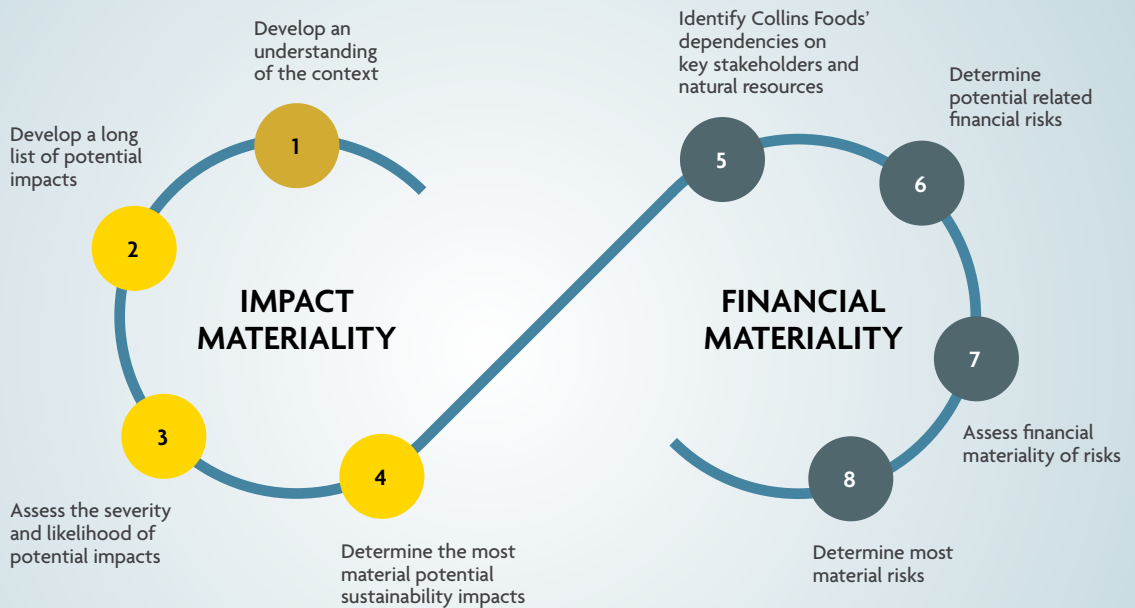 Develop an
understanding
of the context
1
Develop a long
list of potential
impacts
2
IMPACT
MATERIALITY
3
Assess the severity
and likelihood of
potential impacts
4
Determine the most
material potential
sustainability impacts
Identify Collins Foods’
dependencies on
key stakeholders and
natural resources
5
Determine
potential related
financial risks
6
FINANCIAL
MATERIALITY
7
Assess financial
materiality of risks
8
Determine most
material risks